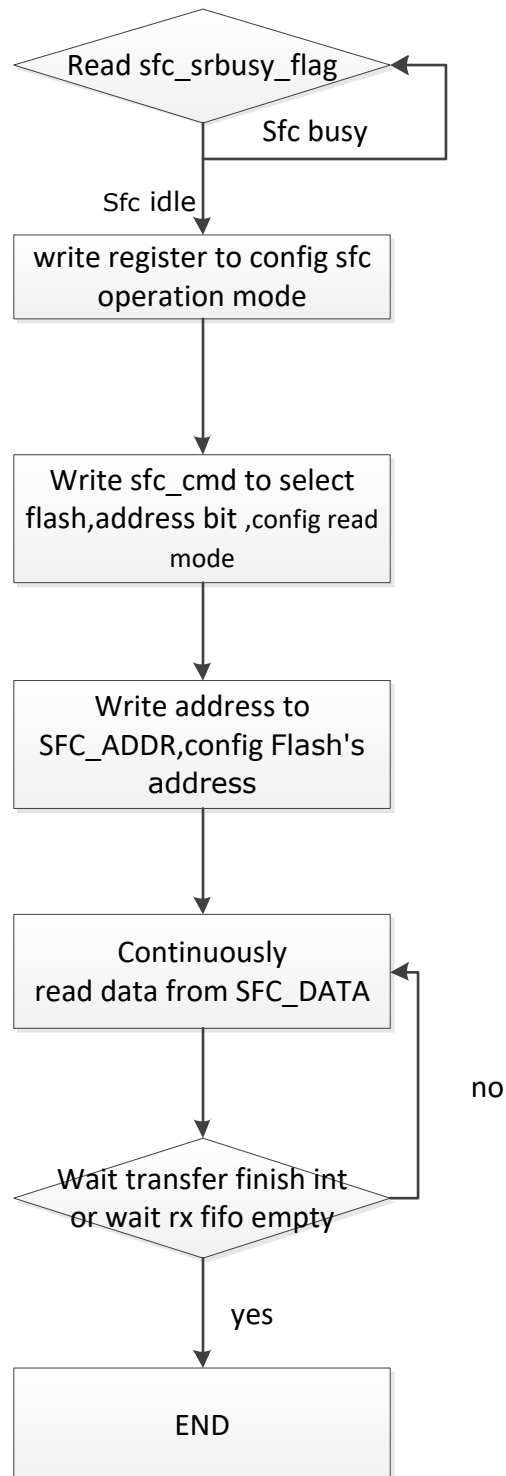 Read sfc_srbusy_flag
Sfc busy
Sfc idle
write register to config sfc
operation mode
Write sfc_cmd to select
flash,address bit ,config read
mode
Write address to
SFC_ADDR,config Flash's
address
Continuously
read data from SFC_DATA
no
Wait transfer finish int
or wait rx fifo empty
yes
END